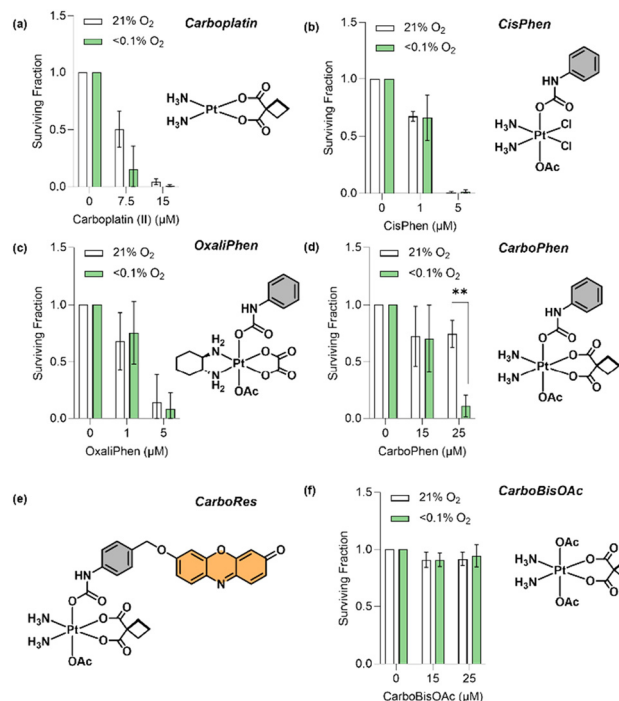 (a)
Carboplatin
21% O2
<0.1% O2
Surviving Fraction
1.5
1.0
0.5
0.0
0
7.5
15
Carboplatin (II) (µM)
H3N
H3N
Pt
O
O
O
O
(b)
CisPhen
21% O2
<0.1% O2
Surviving Fraction
1.5
1.0
0.5
0.0
0
1
5
CisPhen (µM)
HN
O
O
H3N
H3N
Pt
Cl
Cl
OAc
(c)
OxaliPhen
21% O2
<0.1% O2
Surviving Fraction
1.5
1.0
0.5
0.0
0
1
5
OxaliPhen (µM)
HN
O
O
H2
N
N
H2
Pt
O
O
O
O
OAc
(d)
CarboPhen
21% O2
<0.1% O2
**
Surviving Fraction
1.5
1.0
0.5
0.0
0
15
25
CarboPhen (µM)
HN
O
O
H3N
H3N
Pt
O
O
O
O
OAc
(e)
CarboRes
O
O
O
N
HN
O
O
H3N
H3N
Pt
O
O
O
O
OAc
(f)
CarboBisOAc
21% O2
<0.1% O2
Surviving Fraction
1.5
1.0
0.5
0.0
0
15
25
CarboBisOAc (µM)
OAc
H3N
H3N
Pt
O
O
O
O
OAc